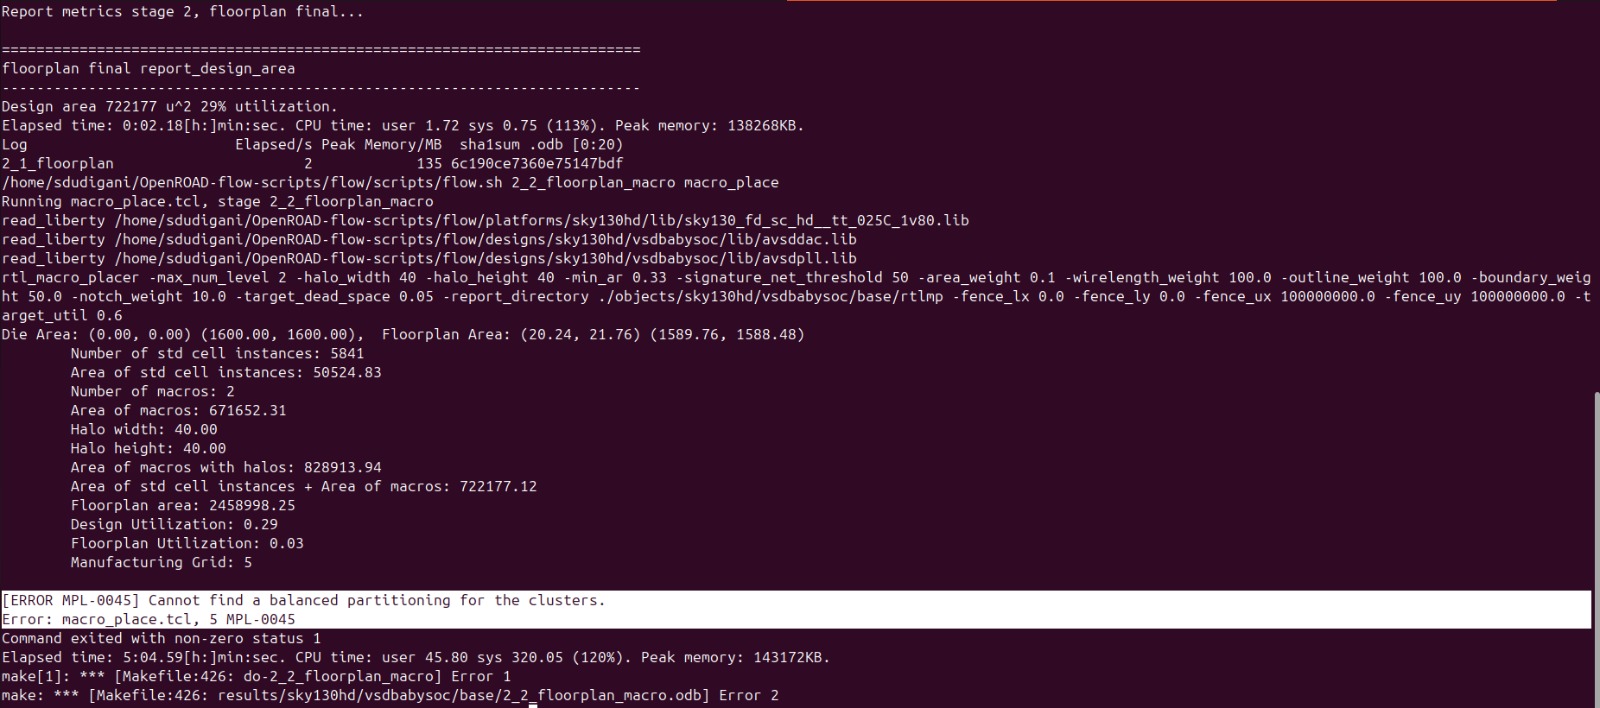 Report metrics stage 2, floorplan final...
==========================================================================
floorplan final report_design_area
--------------------------------------------------------------------------
Design area 722177 u^2 29% utilization.
Elapsed time: 0:02.18[h:]min:sec. CPU time: user 1.72 sys 0.75 (113%). Peak memory: 138268KB.
Log                        Elapsed/s Peak Memory/MB  sha1sum .odb [0:20)
2_1_floorplan                      2            135 6c190ce7360e75147bdf
/home/sdudigani/OpenROAD-flow-scripts/flow/scripts/flow.sh 2_2_floorplan_macro macro_place
Running macro_place.tcl, stage 2_2_floorplan_macro
read_liberty /home/sdudigani/OpenROAD-flow-scripts/flow/platforms/sky130hd/lib/sky130_fd_sc_hd__tt_025C_1v80.lib
read_liberty /home/sdudigani/OpenROAD-flow-scripts/flow/designs/sky130hd/vsdbabysoc/lib/avsddac.lib
read_liberty /home/sdudigani/OpenROAD-flow-scripts/flow/designs/sky130hd/vsdbabysoc/lib/avsdpll.lib
rtl_macro_placer -max_num_level 2 -halo_width 40 -halo_height 40 -min_ar 0.33 -signature_net_threshold 50 -area_weight 0.1 -wirelength_weight 100.0 -outline_weight 100.0 -boundary_weig
ht 50.0 -notch_weight 10.0 -target_dead_space 0.05 -report_directory ./objects/sky130hd/vsdbabysoc/base/rtlmp -fence_lx 0.0 -fence_ly 0.0 -fence_ux 100000000.0 -fence_uy 100000000.0 -t
arget_util 0.6
Die Area: (0.00, 0.00) (1600.00, 1600.00),  Floorplan Area: (20.24, 21.76) (1589.76, 1588.48)
        Number of std cell instances: 5841
        Area of std cell instances: 50524.83
        Number of macros: 2
        Area of macros: 671652.31
        Halo width: 40.00
        Halo height: 40.00
        Area of macros with halos: 828913.94
        Area of std cell instances + Area of macros: 722177.12
        Floorplan area: 2458998.25
        Design Utilization: 0.29
        Floorplan Utilization: 0.03
        Manufacturing Grid: 5
[ERROR MPL-0045] Cannot find a balanced partitioning for the clusters.
Error: macro_place.tcl, 5 MPL-0045
Command exited with non-zero status 1
Elapsed time: 5:04.59[h:]min:sec. CPU time: user 45.80 sys 320.05 (120%). Peak memory: 143172KB.
make[1]: *** [Makefile:426: do-2_2_floorplan_macro] Error 1
make: *** [Makefile:426: results/sky130hd/vsdbabysoc/base/2_2_floorplan_macro.odb] Error 2